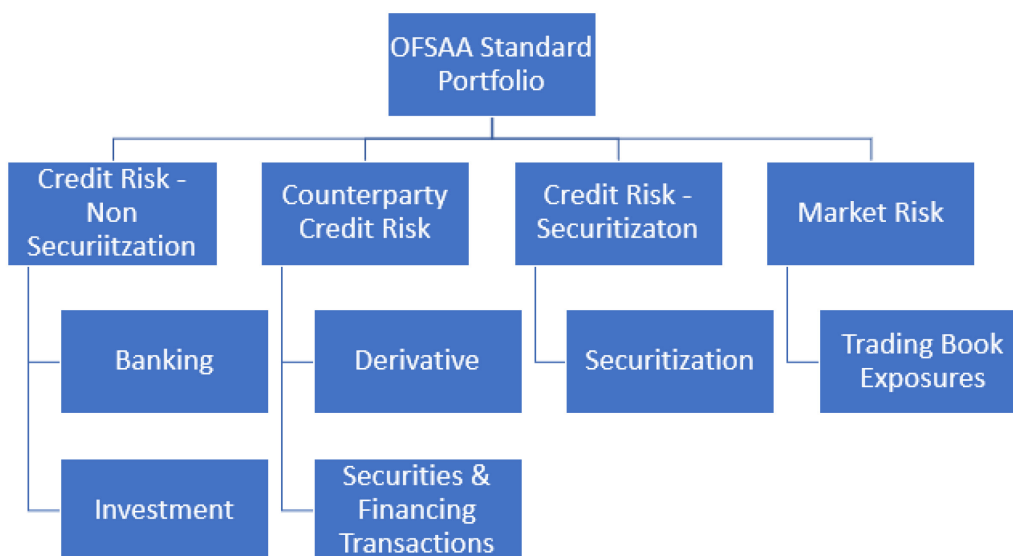 OFSAA Standard
Portfolio
Credit Risk -
Non
Securiitzation
Counterparty
Credit Risk
Credit Risk -
Securitizaton
Market Risk
Banking
Derivative
Securitization
Trading Book
Exposures
Investment
Securities &
Financing
Transactions